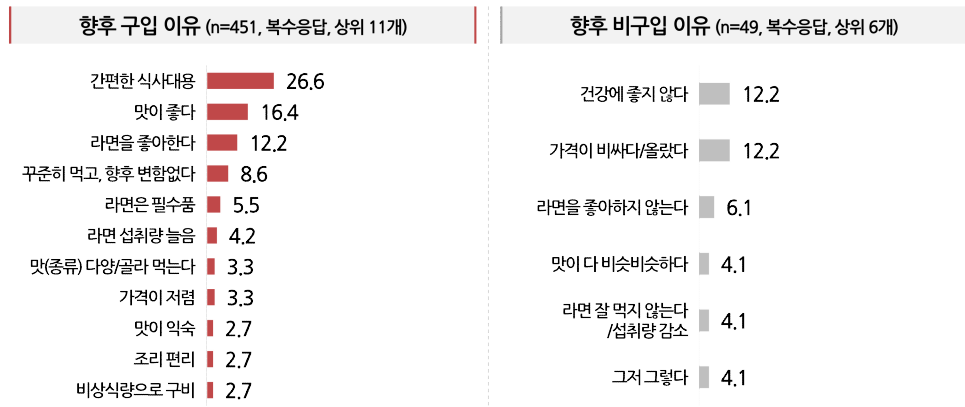 향후 구입 이유 (n=451, 복수응답, 상위 11개)
간편한 식사대용 26.6
맛이 좋다 16.4
라면을 좋아한다 12.2
꾸준히 먹고, 향후 변함없다 8.6
라면은 필수품 5.5
라면 섭취량 늘음 4.2
맛(종류) 다양/골라 먹는다 3.3
가격이 저렴 3.3
맛이 익숙 2.7
조리 편리 2.7
비상식량으로 구비 2.7
향후 비구입 이유 (n=49, 복수응답, 상위 6개)
건강에 좋지 않다 12.2
가격이 비싸다/올랐다 12.2
라면을 좋아하지 않는다 6.1
맛이 다 비슷비슷하다 4.1
라면 잘 먹지 않는다
/섭취량 감소 4.1
그저 그렇다 4.1